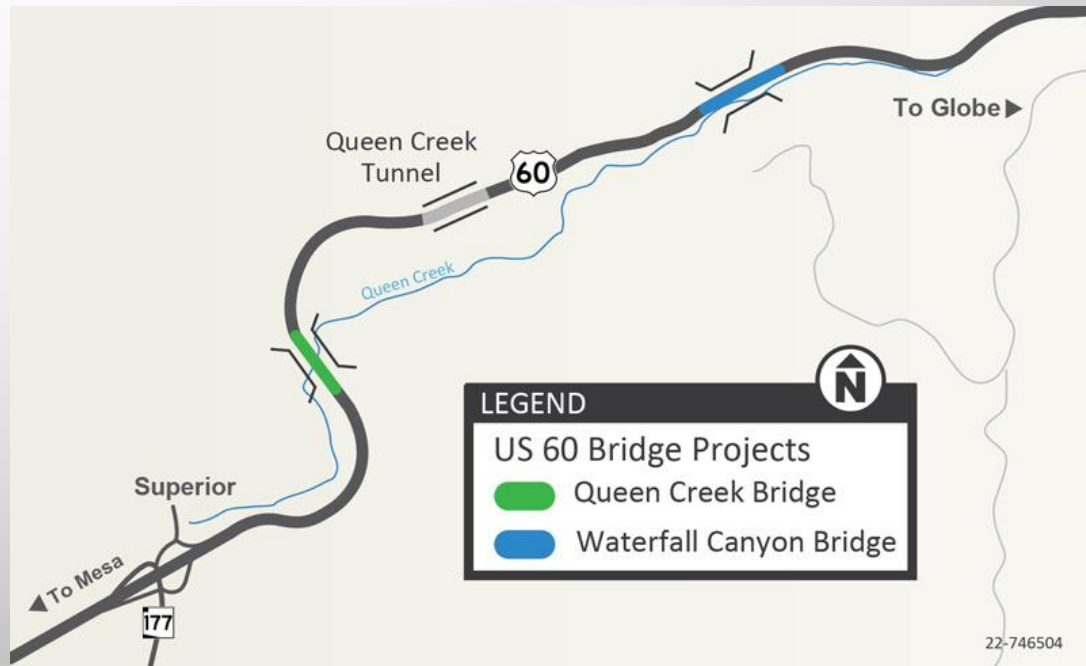 To Globe
Queen Creek
Tunnel
60
Queen Creek
LEGEND
N
US 60 Bridge Projects
Queen Creek Bridge
Waterfall Canyon Bridge
Superior
To Mesa
177
22-746504